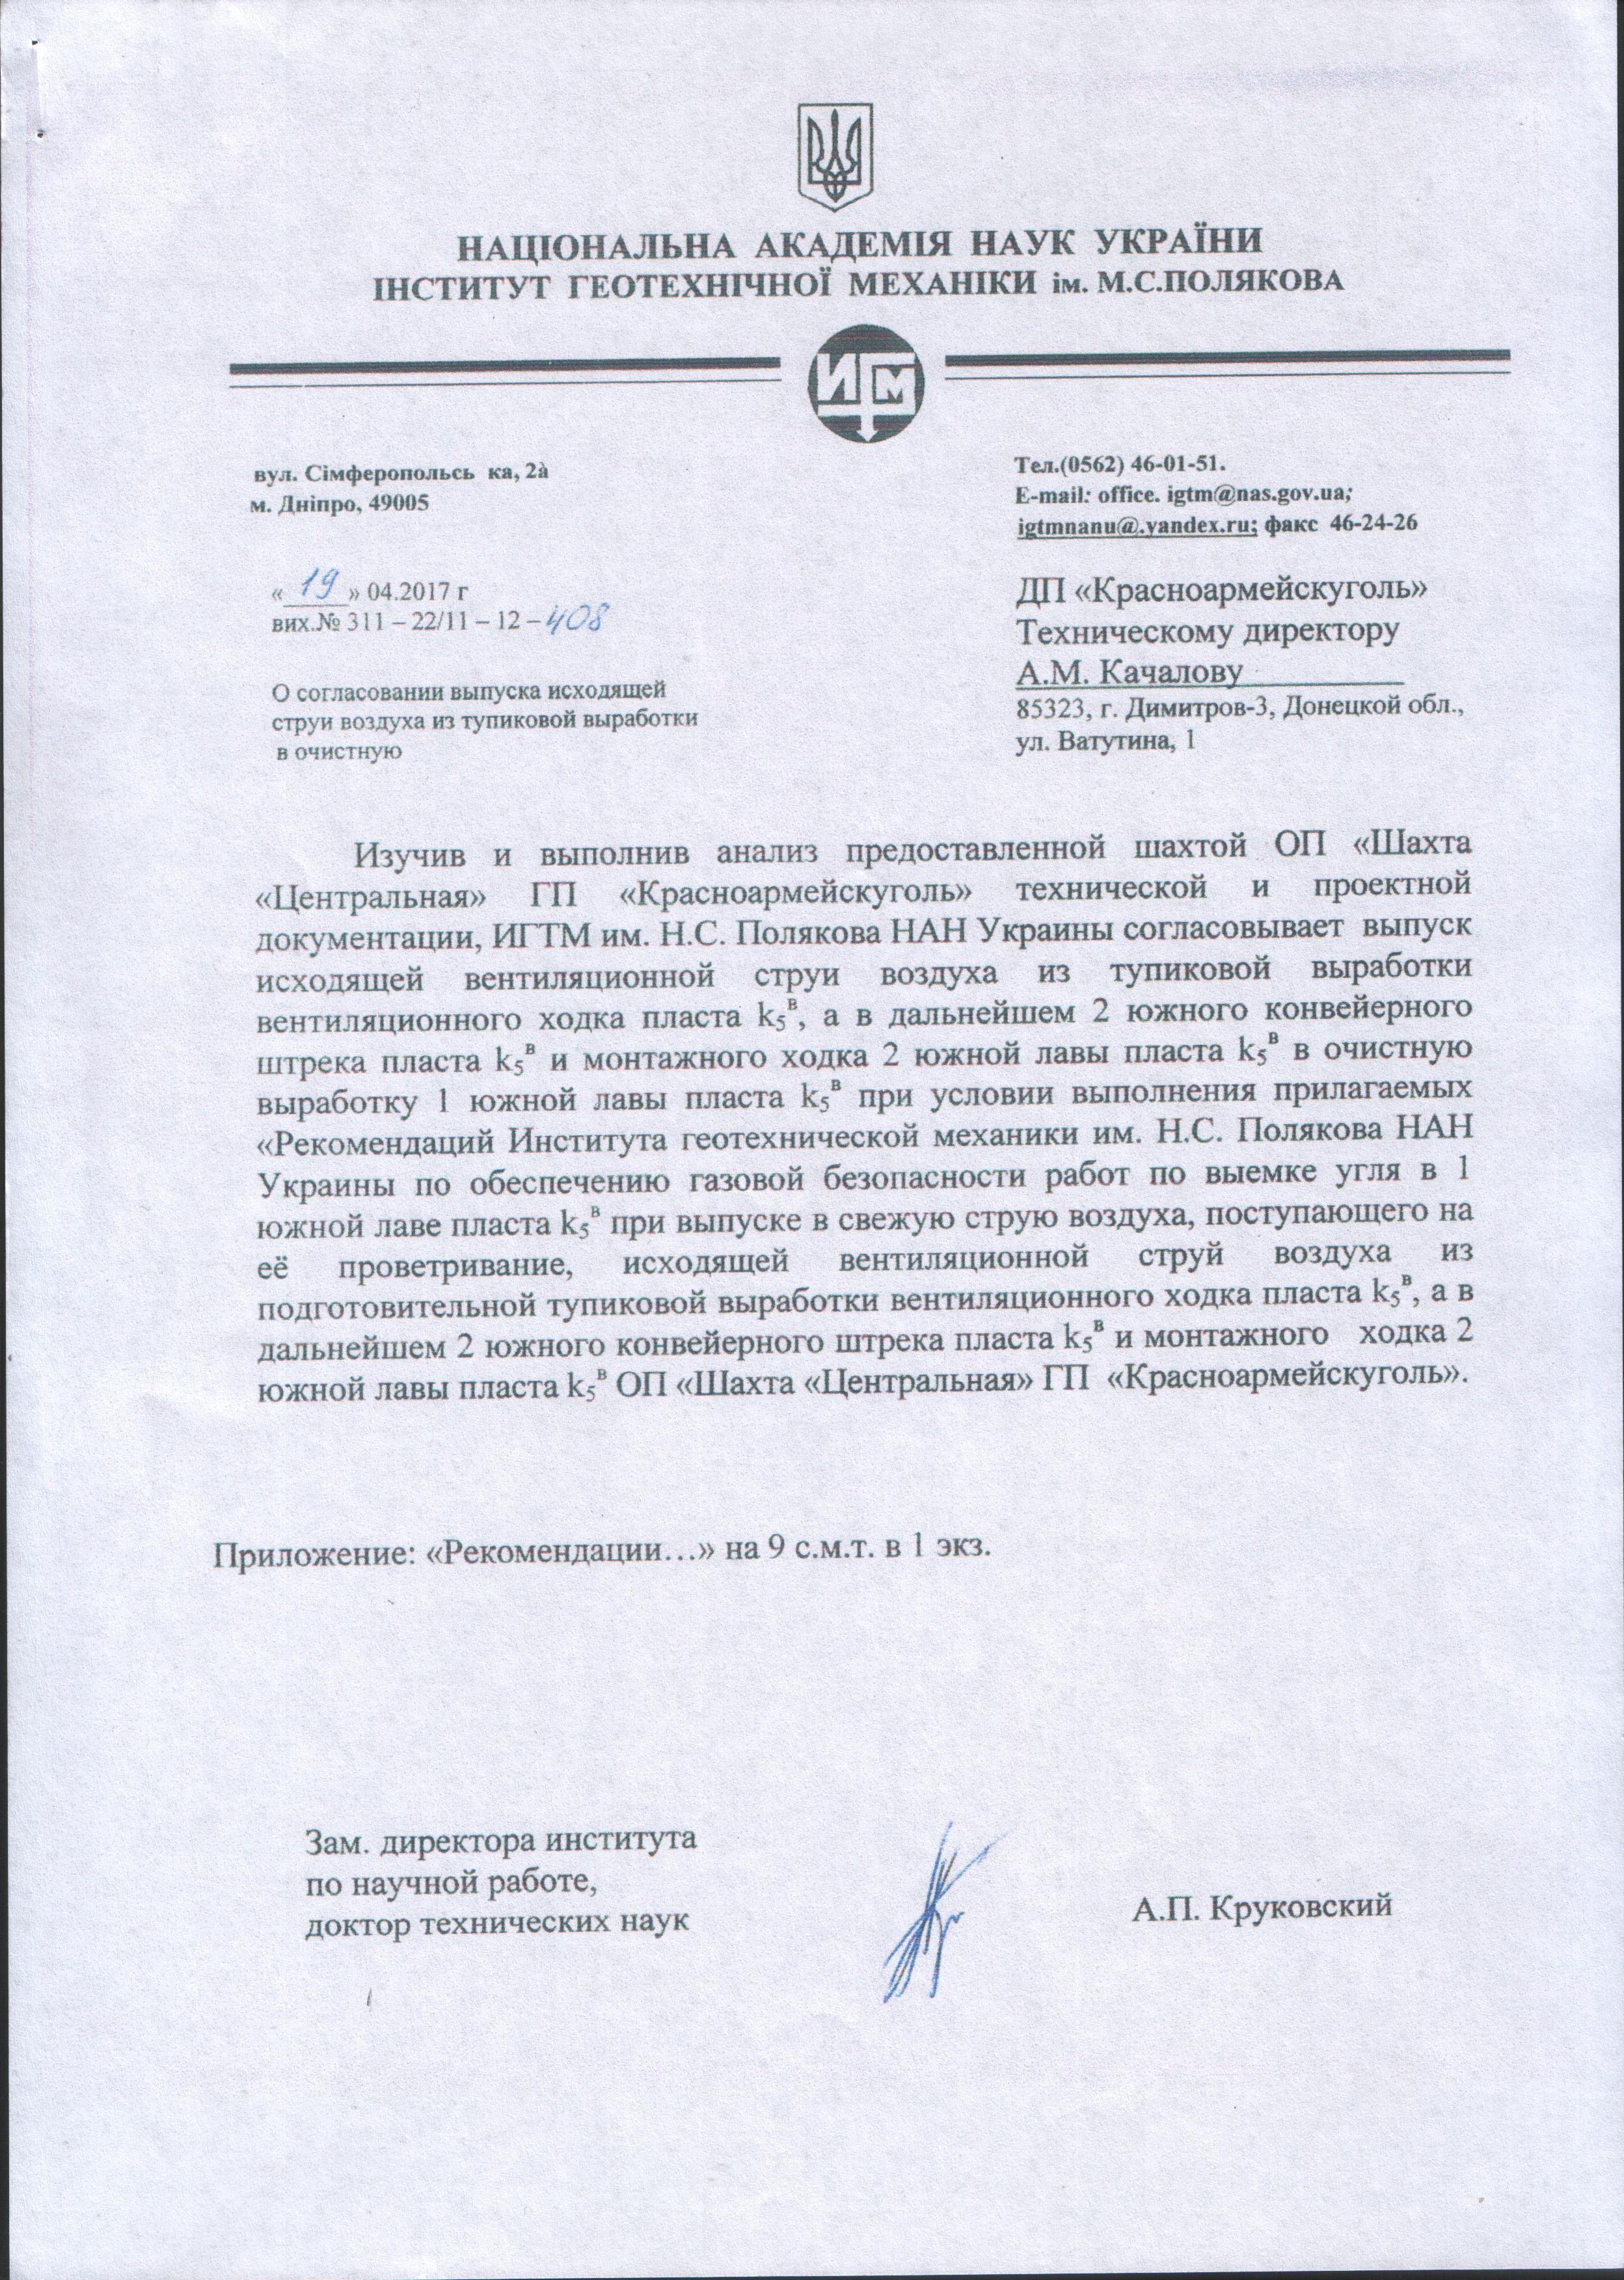 НАЦІОНАЛЬНА АКАДЕМІЯ НАУК УКРАЇНИ
ІНСТИТУТ ГЕОТЕХНІЧНОЇ МЕХАНІКИ ім. М.С.ПОЛЯКОВА
ИГМ
вул. Сімферопольсь ка, 2à
м. Дніпро, 49005
Тел.(0562) 46-01-51.
E-mail: office. igtm@nas.gov.ua;
igtmnanu@.yandex.ru; факс 46-24-26
«19» 04.2017 г
вих.№ 311 – 22/11 – 12 – 408
ДП «Красноармейскуголь»
Техническому директору
А.М. Качалову
85323, г. Димитров-3, Донецкой обл.,
ул. Ватутина, 1
О согласовании выпуска исходящей
струи воздуха из тупиковой выработки
в очистную
Изучив и выполнив анализ предоставленной шахтой ОП «Шахта
«Центральная» ГП «Красноармейскуголь» технической и проектной
документации, ИГТМ им. Н.С. Полякова НАН Украины согласовывает выпуск
исходящей вентиляционной струи воздуха из тупиковой выработки
вентиляционного ходка пласта k₅ᵛ, а в дальнейшем 2 южного конвейерного
штрека пласта k₅ᵛ и монтажного ходка 2 южной лавы пласта k₅ᵛ в очистную
выработку 1 южной лавы пласта k₅ᵛ при условии выполнения прилагаемых
«Рекомендаций Института геотехнической механики им. Н.С. Полякова НАН
Украины по обеспечению газовой безопасности работ по выемке угля в 1
южной лаве пласта k₅ᵛ при выпуске в свежую струю воздуха, поступающего на
её проветривание, исходящей вентиляционной струй воздуха из
подготовительной тупиковой выработки вентиляционного ходка пласта k₅ᵛ, а в
дальнейшем 2 южного конвейерного штрека пласта k₅ᵛ и монтажного ходка 2
южной лавы пласта k₅ᵛ ОП «Шахта «Центральная» ГП «Красноармейскуголь».
Приложение: «Рекомендации…» на 9 с.м.т. в 1 экз.
Зам. директора института
по научной работе,
доктор технических наук
А.П. Круковский